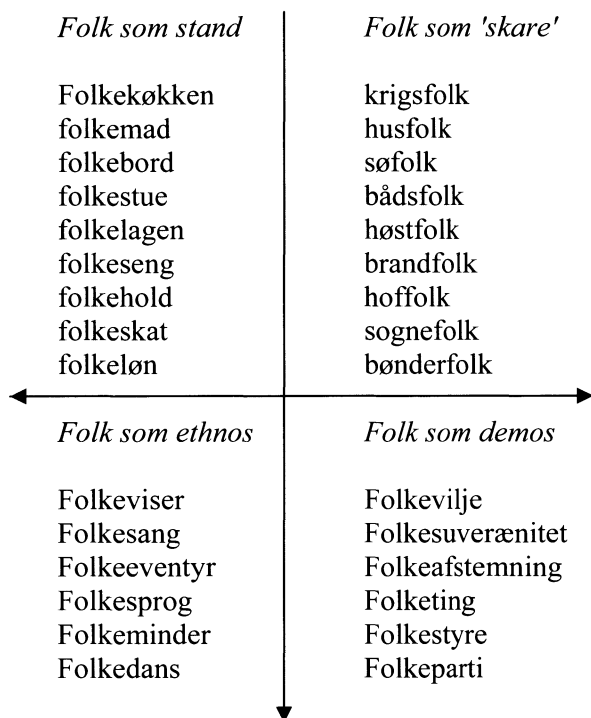 Folk som stand
Folkekøkken
folkemad
folkebord
folkestue
folkelagen
folkeseng
folkehold
folkeskat
folkeløn
Folk som 'skare'
krigsfolk
husfolk
søfolk
bådsfolk
høstfolk
brandfolk
hoffolk
sognefolk
bønderfolk
Folk som ethnos
Folkeviser
Folkesang
Folkeeventyr
Folkesprog
Folkeminder
Folkedans
Folk som demos
Folkevilje
Folkesuverænitet
Folkeafstemning
Folketing
Folkestyre
Folkeparti